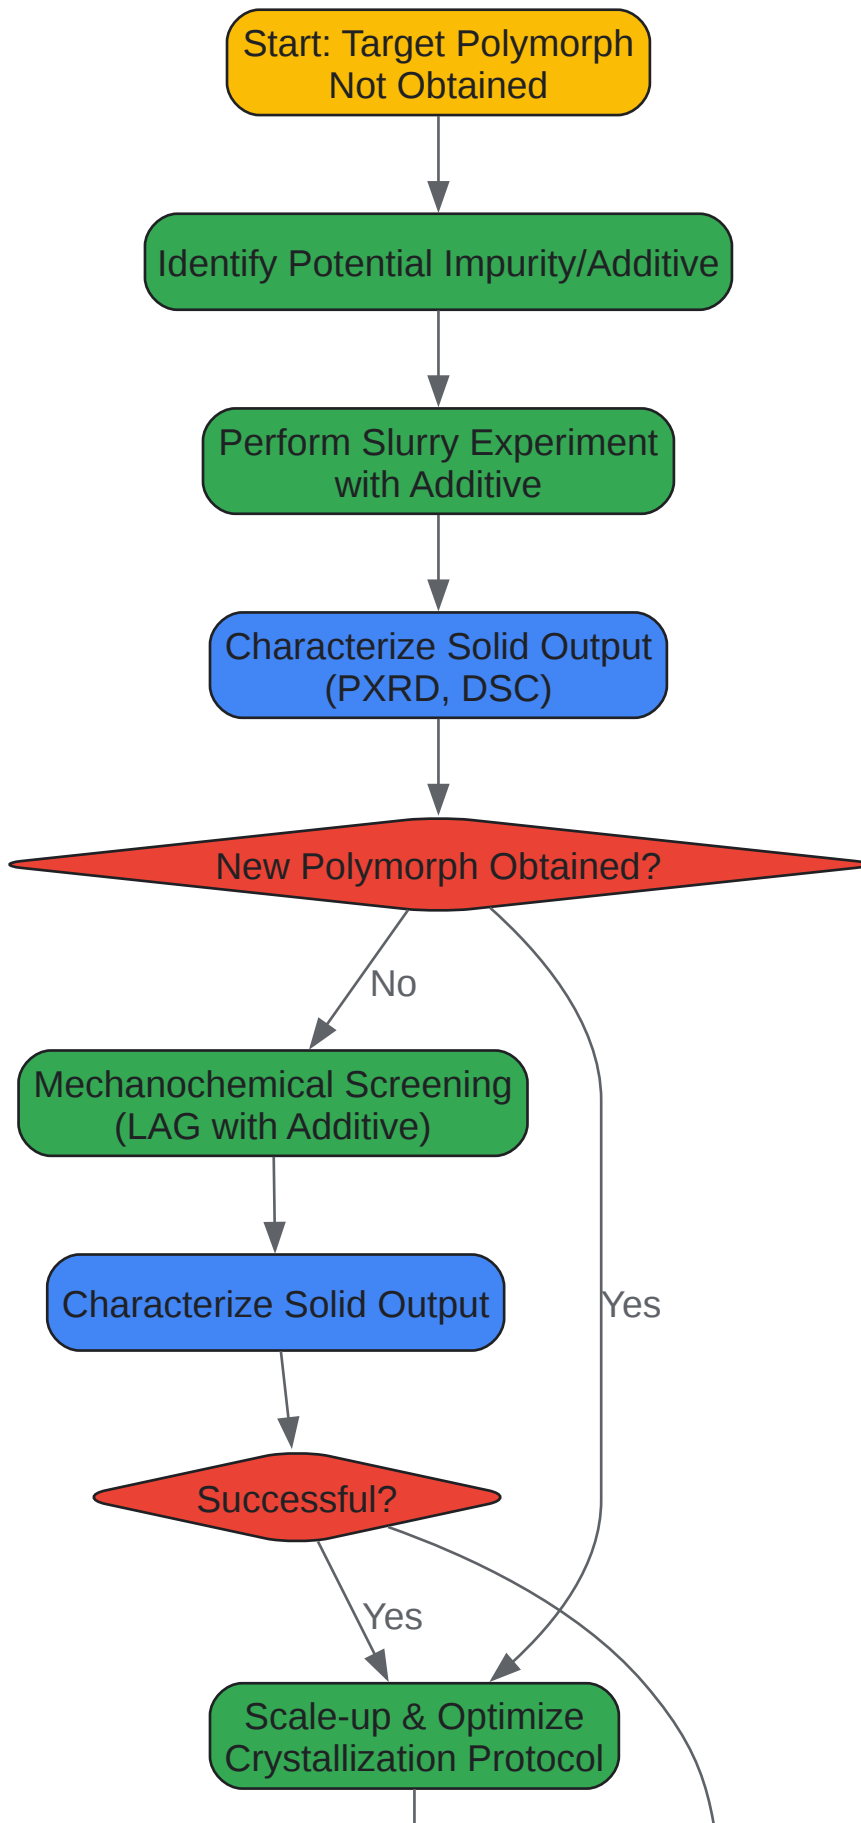 Start: Target Polymorph
Not Obtained
Identify Potential Impurity/Additive
Perform Slurry Experiment
with Additive
Characterize Solid Output
(PXRD, DSC)
New Polymorph Obtained?
No
Mechanochemical Screening
(LAG with Additive)
Characterize Solid Output
Yes
Successful?
Yes
Scale-up & Optimize
Crystallization Protocol